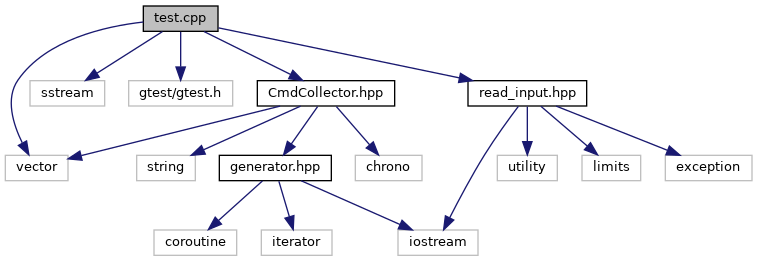 test.cpp
sstream
gtest/gtest.h
CmdCollector.hpp
read_input.hpp
vector
string
generator.hpp
chrono
utility
limits
exception
coroutine
iterator
iostream